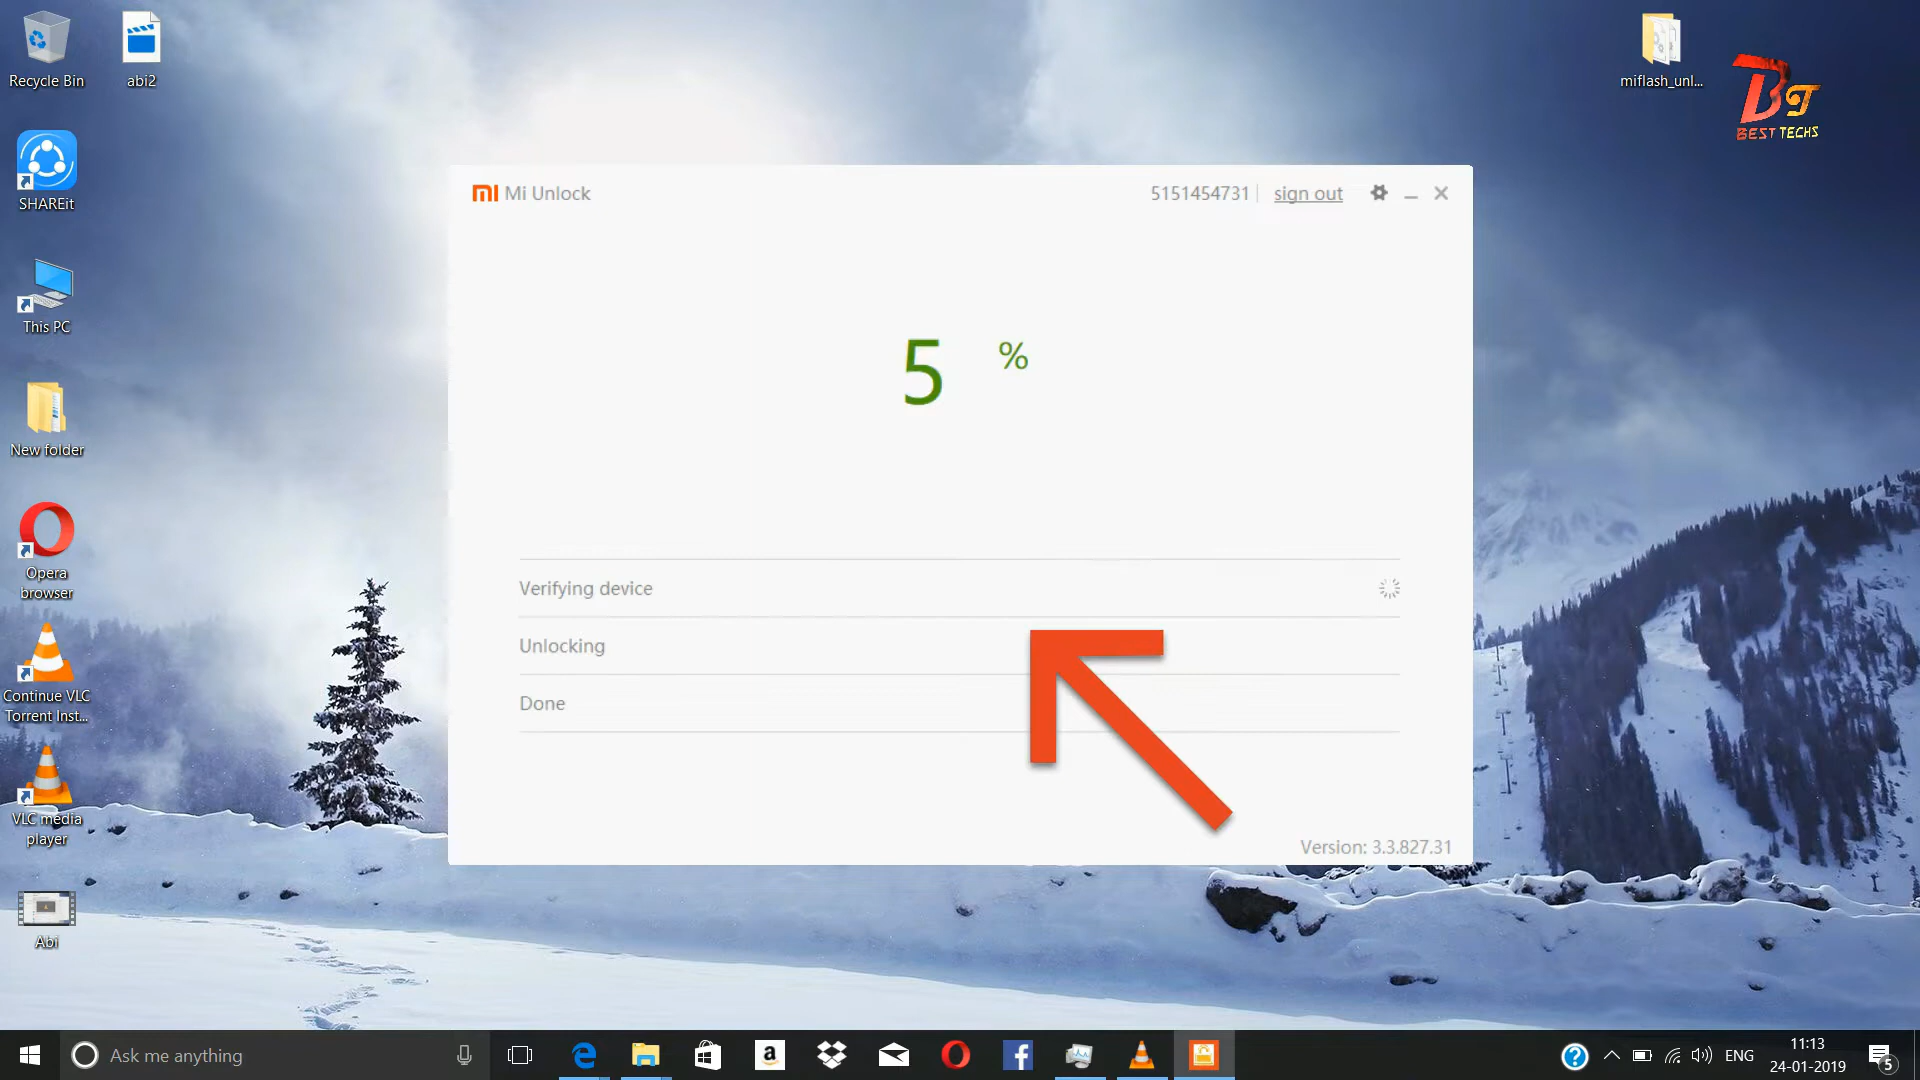 Recycle Bin
abi2
SHAREit
This PC
New folder
Opera
browser
Continue VLC
Torrent Inst...
VLC media
player
Abi
miflash_unl...
BT
BEST TECHS
Mi Unlock
5151454731
sign out
5 %
Verifying device
Unlocking
Done
Version: 3.3.827.31
Ask me anything
ENG
11:13
24-01-2019
5